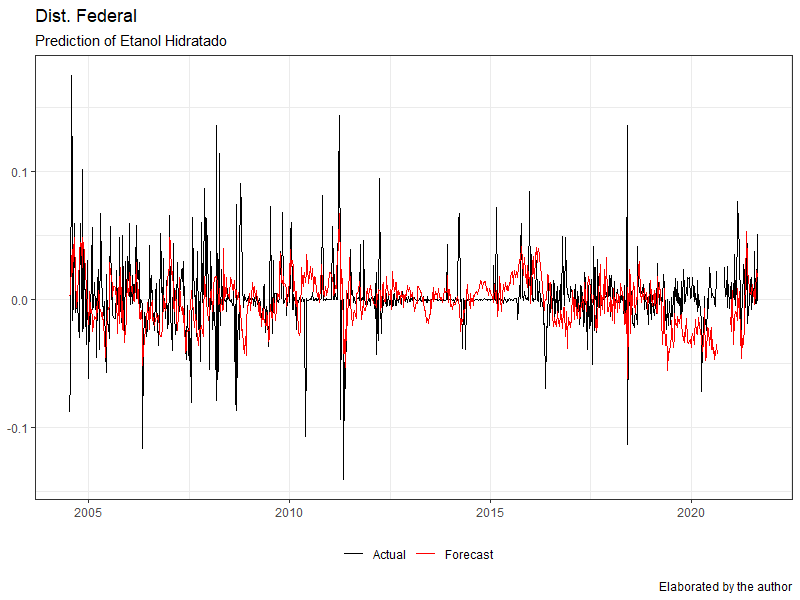 Dist. Federal
Prediction of Etanol Hidratado
0.1
0.0
-0.1
2005 2010 2015 2020
Actual Forecast
Elaborated by the author